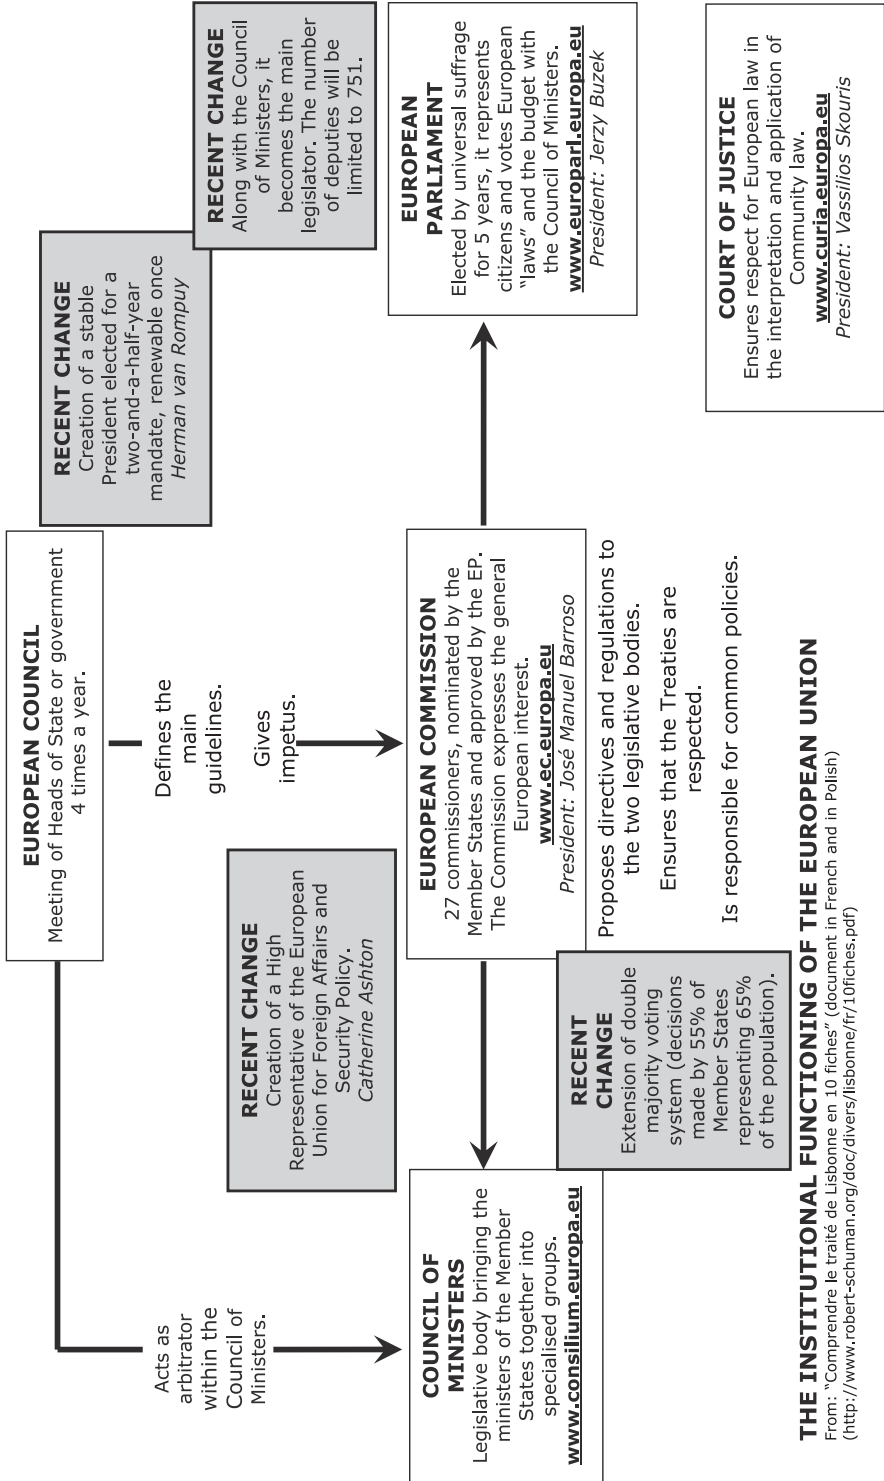 EUROPEAN COUNCIL
Meeting of Heads of State or government
4 times a year.
RECENT CHANGE
Creation of a stable
President elected for a
two-and-a-half-year
mandate, renewable once
Herman van Rompuy
RECENT CHANGE
Along with the Council
of Ministers, it
becomes the main
legislator. The number
of deputies will be
limited to 751.
Acts as
arbitrator
within the
Council of
Ministers.
RECENT CHANGE
Creation of a High
Representative of the European
Union for Foreign Affairs and
Security Policy.
Catherine Ashton
Defines the
main
guidelines.
Gives
impetus.
COUNCIL OF
MINISTERS
Legislative body bringing the
ministers of the Member
States together into
specialised groups.
www.consilium.europa.eu
EUROPEAN COMMISSION
27 commissioners, nominated by the
Member States and approved by the EP.
The Commission expresses the general
European interest.
www.ec.europa.eu
President: José Manuel Barroso
EUROPEAN
PARLIAMENT
Elected by universal suffrage
for 5 years, it represents
citizens and votes European
“laws” and the budget with
the Council of Ministers.
www.europarl.europa.eu
President: Jerzy Buzek
RECENT
CHANGE
Extension of double
majority voting
system (decisions
made by 55% of
Member States
representing 65%
of the population).
Proposes directives and regulations to
the two legislative bodies.
Ensures that the Treaties are
respected.
Is responsible for common policies.
COURT OF JUSTICE
Ensures respect for European law in
the interpretation and application of
Community law.
www.curia.europa.eu
President: Vassilios Skouris
THE INSTITUTIONAL FUNCTIONING OF THE EUROPEAN UNION
From: “Comprendre le traité de Lisbonne en 10 fiches” (document in French and in Polish)
(http://www.robert-schuman.org/doc/divers/lisbonne/fr/10fiches.pdf)